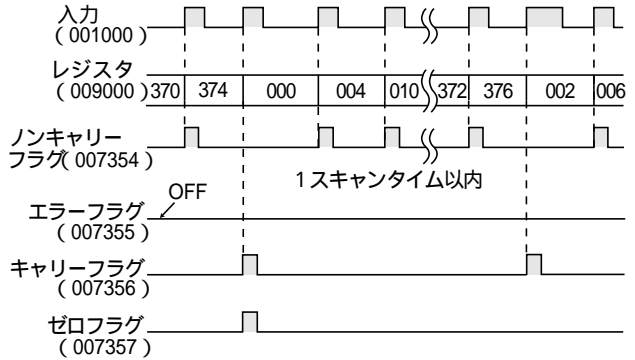 入力
（001000）
レジスタ
（009000） 370 374 000 004 010 372 376 002 006
ノンキャリー
フラグ（007354）
1スキャンタイム以内
OFF
エラーフラグ
（007355）
キャリーフラグ
（007356）
ゼロフラグ
（007357）